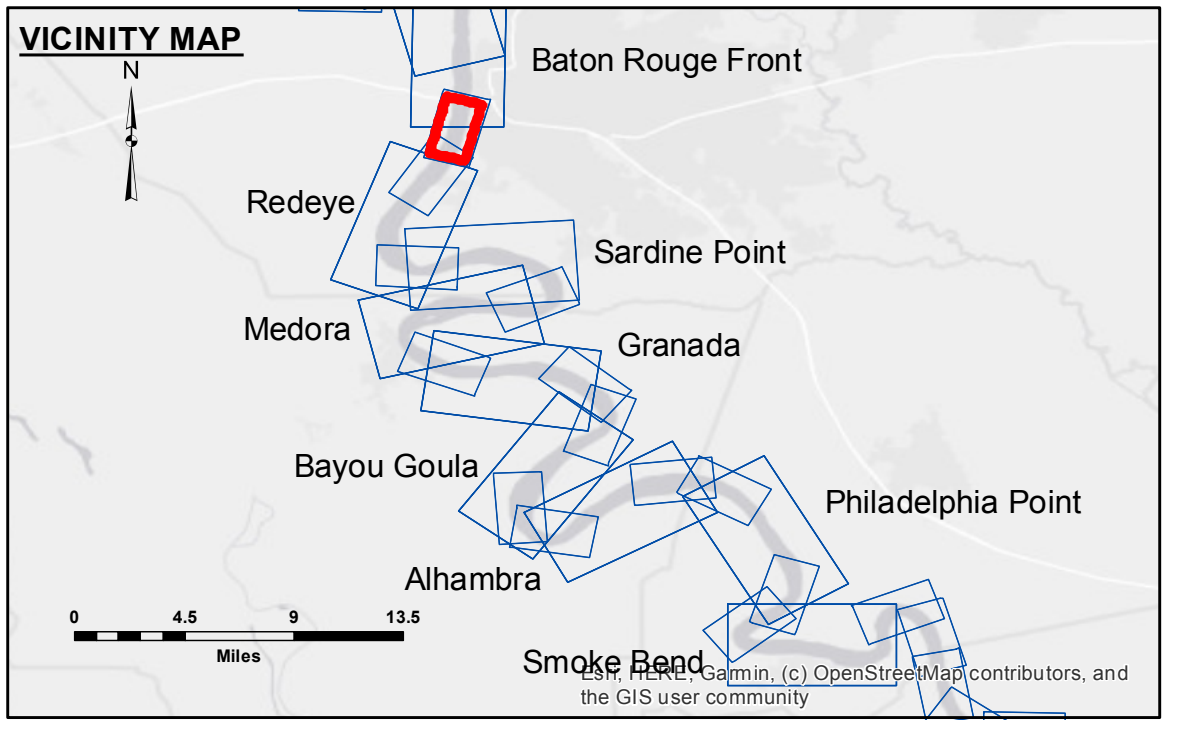 VICINITY MAP
N
Baton Rouge Front
Redeye
Sardine Point
Medora
Granada
Bayou Goula
Philadelphia Point
Alhambra
0 4.5 9 13.5
Miles
Smoke Bend
Esri, HERE, Garmin, (c) OpenStreetMap contributors, and
the GIS user community